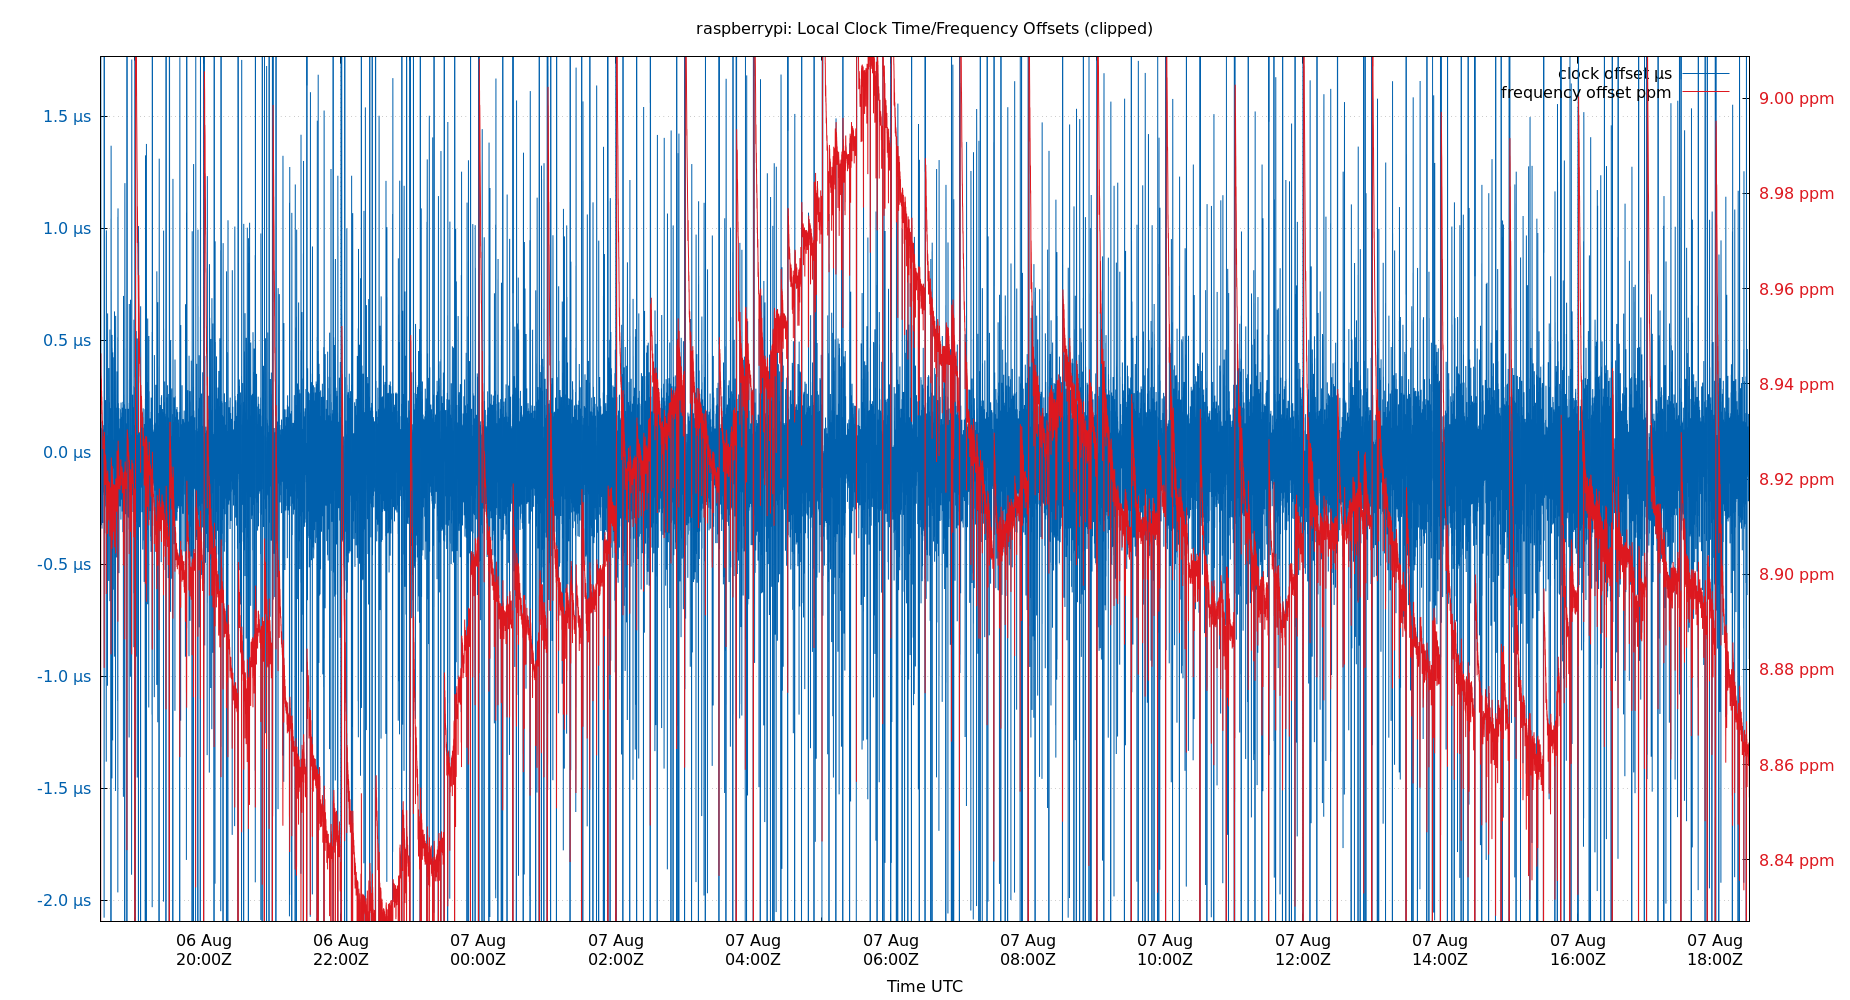 raspberrypi: Local Clock Time/Frequency Offsets (clipped)
clock offset µs
frequency offset ppm
1.5 µs
1.0 µs
0.5 µs
0.0 µs
-0.5 µs
-1.0 µs
-1.5 µs
-2.0 µs
9.00 ppm
8.98 ppm
8.96 ppm
8.94 ppm
8.92 ppm
8.90 ppm
8.88 ppm
8.86 ppm
8.84 ppm
06 Aug 06 Aug 07 Aug 07 Aug 07 Aug 07 Aug 07 Aug 07 Aug 07 Aug 07 Aug 07 Aug 07 Aug
20:00Z 22:00Z 00:00Z 02:00Z 04:00Z 06:00Z 08:00Z 10:00Z 12:00Z 14:00Z 16:00Z 18:00Z
Time UTC